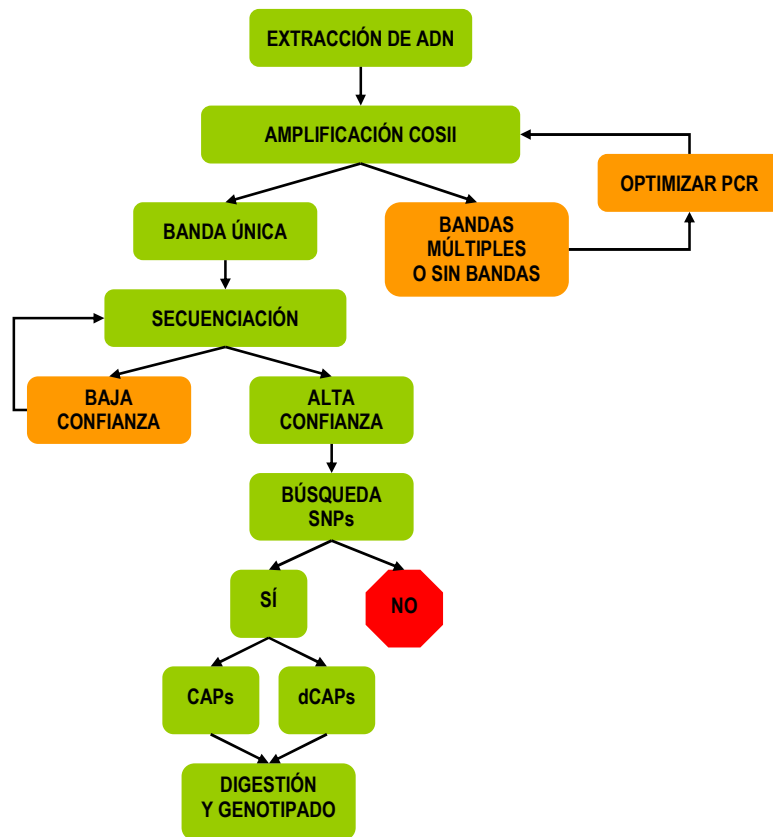 EXTRACCIÓN DE ADN
AMPLIFICACIÓN COSII
OPTIMIZAR PCR
BANDA ÚNICA
BANDAS
MÚLTIPLES
O SIN BANDAS
SECUENCIACIÓN
BAJA
CONFIANZA
ALTA
CONFIANZA
BÚSQUEDA
SNPs
SÍ
NO
CAPs
dCAPs
DIGESTIÓN
Y GENOTIPADO